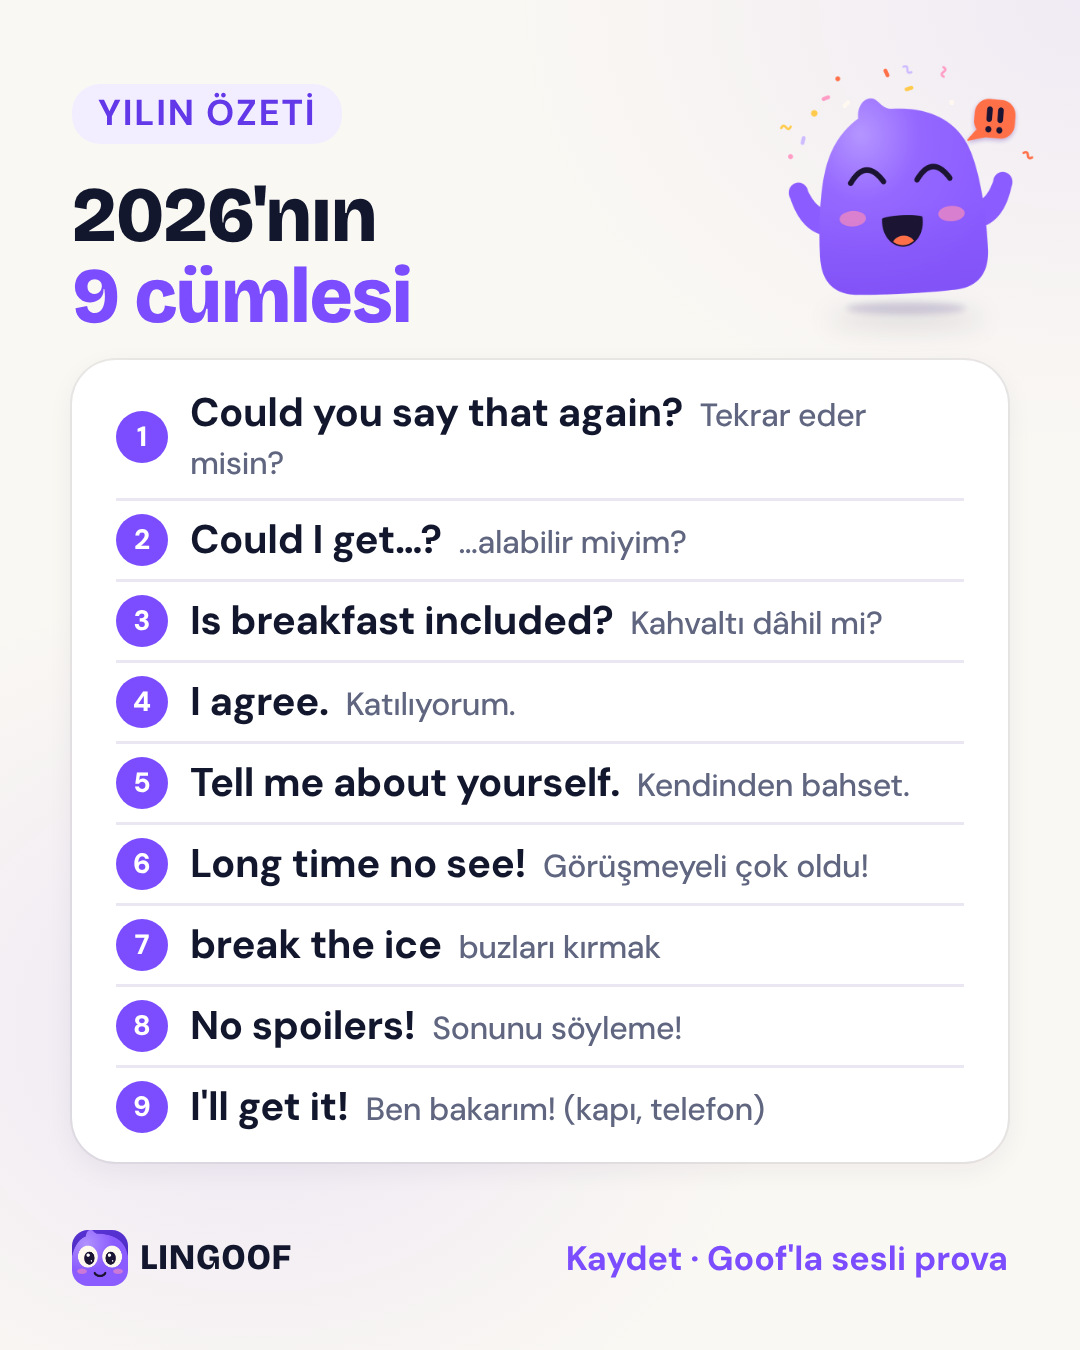 YILIN ÖZETİ
!!
2026'nın
9 cümlesi
1 Could you say that again? Tekrar eder
misin?
2 Could I get...? ...alabilir miyim?
3 Is breakfast included? Kahvaltı dâhil mi?
4 I agree. Katılıyorum.
5 Tell me about yourself. Kendinden bahset.
6 Long time no see! Görüşmeyeli çok oldu!
7 break the ice buzları kırmak
8 No spoilers! Sonunu söyleme!
9 I'll get it! Ben bakarım! (kapı, telefon)
LINGOOF
Kaydet · Goof'la sesli prova